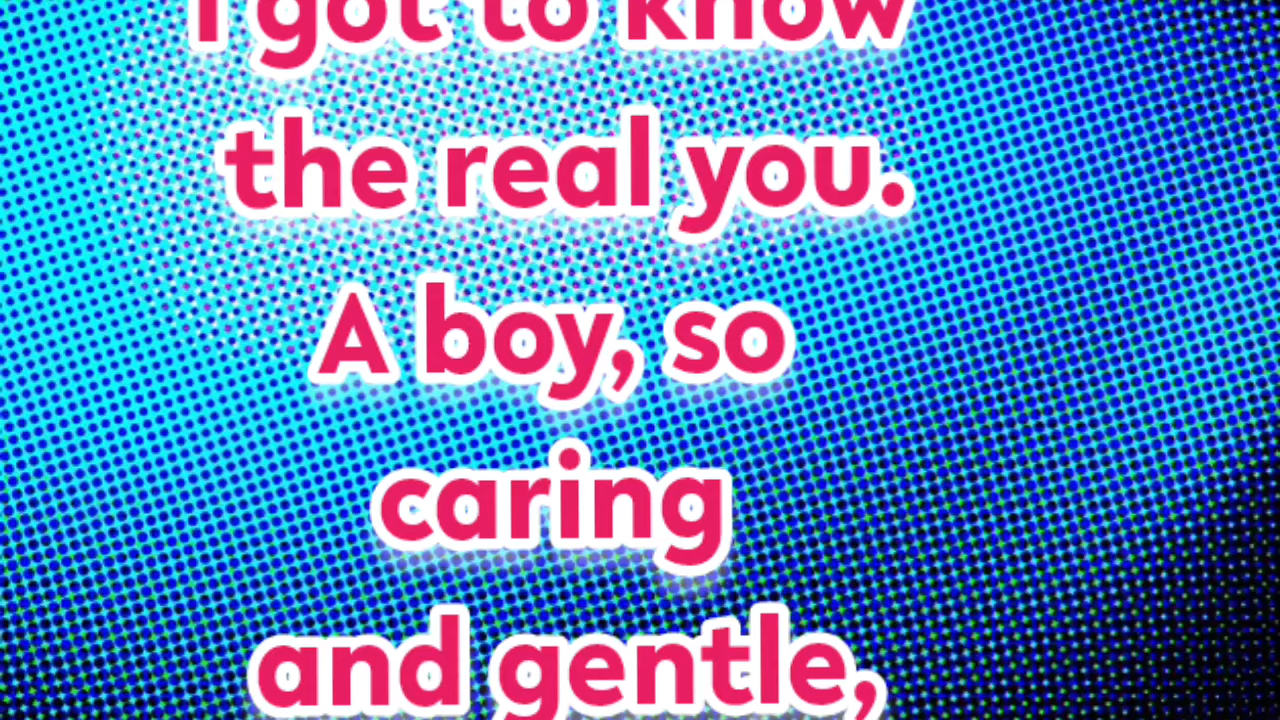 I got to know
the real you.
A boy, so
caring
and gentle,